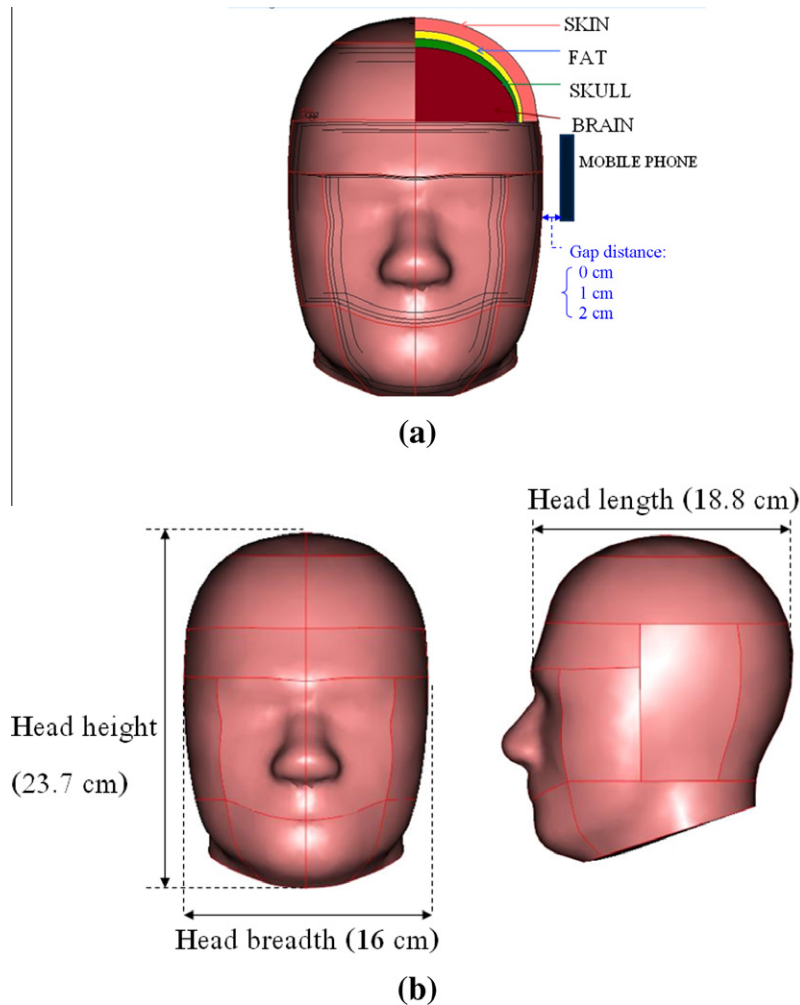 SKIN
FAT
SKULL
BRAIN
MOBILE PHONE
Gap distance:
0 cm
1 cm
2 cm
(a)
Head length (18.8 cm)
Head height
(23.7 cm)
Head breadth (16 cm)
(b)